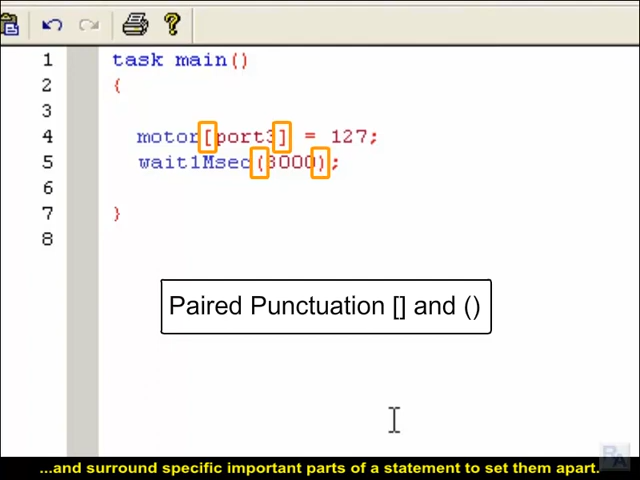 1 task main()
2 {
3
4 motor[port3] = 127;
5 wait1Msec(3000);
6
7 }
8
Paired Punctuation [] and ()
RA
...and surround specific important parts of a statement to set them apart.